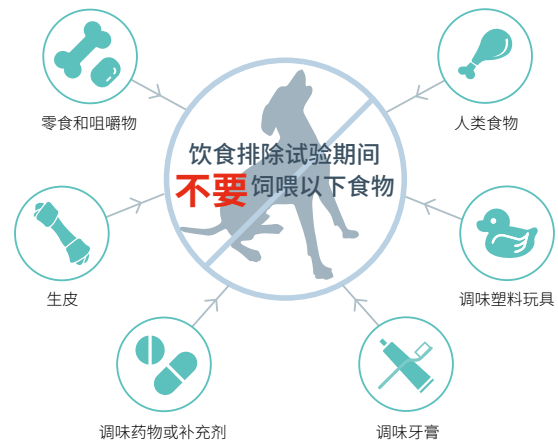 零食和咀嚼物
人类食物
饮食排除试验期间
不要饲喂以下食物
生皮
调味塑料玩具
调味药物或补充剂
调味牙膏